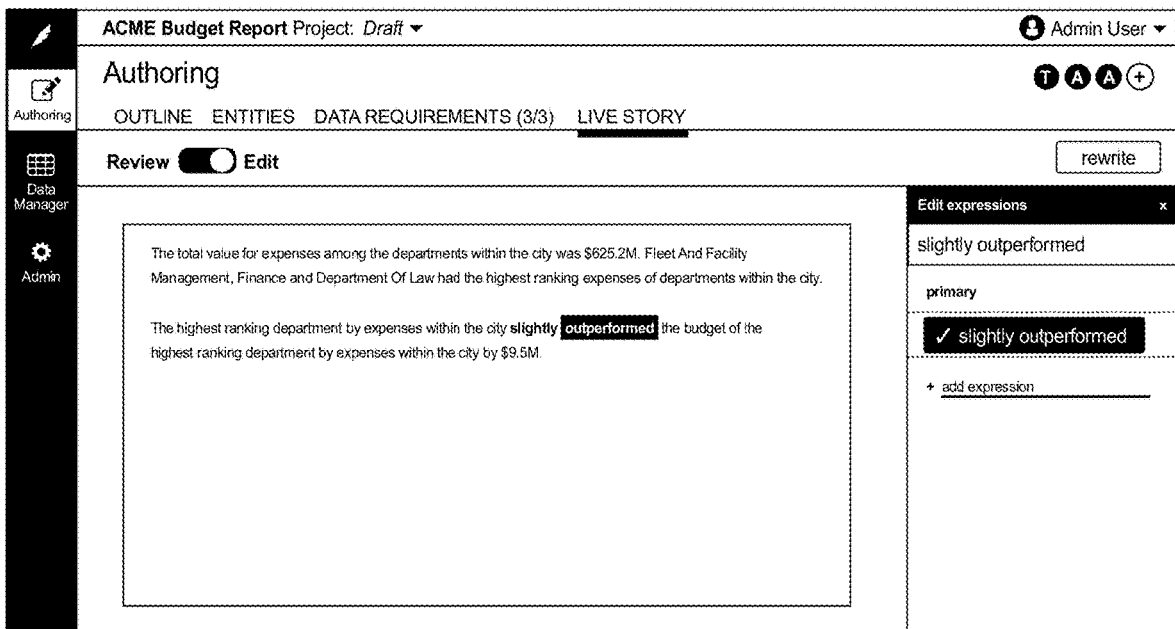 ACME Budget Report Project: Draft
Admin User
Authoring
T A A +
Authoring
OUTLINE ENTITIES DATA REQUIREMENTS (3/3) LIVE STORY
Review Edit
rewrite
Data
Manager
Admin
The total value for expenses among the departments within the city was $625.2M. Fleet And Facility
Management, Finance and Department Of Law had the highest ranking expenses of departments within the city.
The highest ranking department by expenses within the city slightly outperformed the budget of the
highest ranking department by expenses within the city by $9.5M.
Edit expressions x
slightly outperformed
primary
✓ slightly outperformed
+ add expression